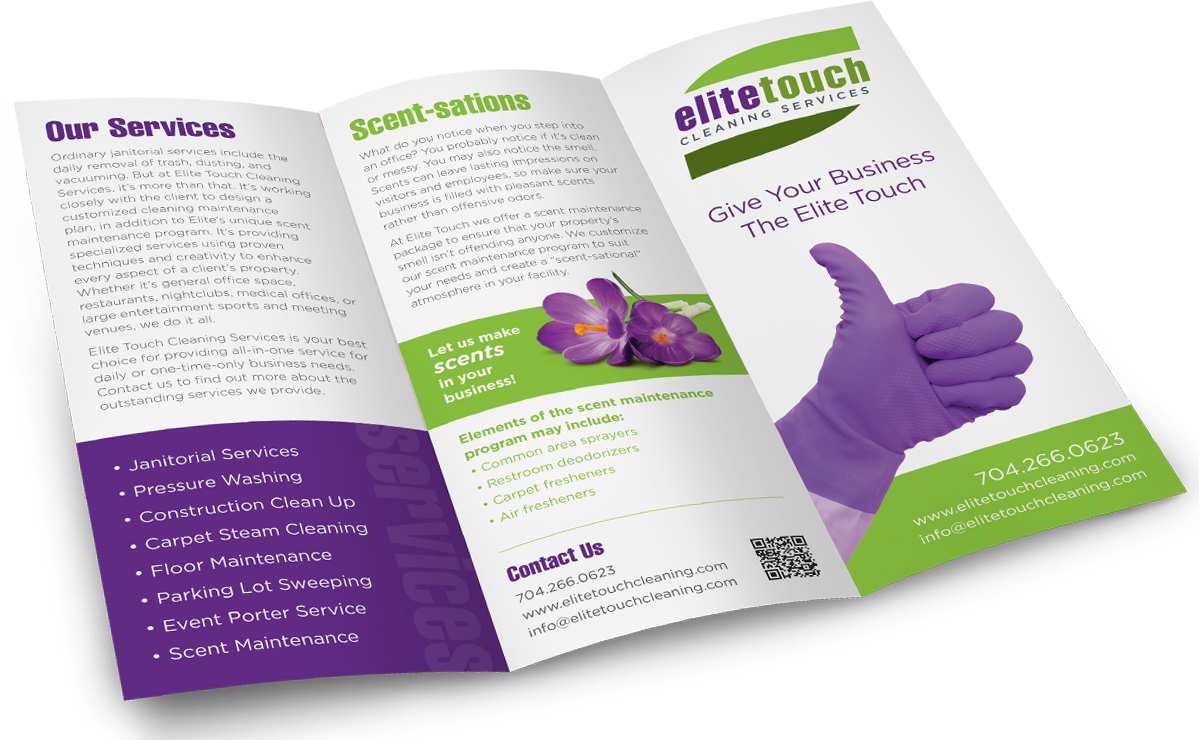 Our Services
Ordinary janitorial services include the
daily removal of trash, dusting, and
vacuuming. But at Elite Touch Cleaning
Services, it's more than that. It's working
closely with the client to design a
customized cleaning maintenance
plan, in addition to Elite's unique scent
maintenance program. It's providing
specialized services using proven
techniques and creativity to enhance
every aspect of a client's property.
Whether it's general office space,
restaurants, nightclubs, medical offices, or
large entertainment sports and meeting
venues, we do it all.
Elite Touch Cleaning Services is your best
choice for providing all-in-one service for
daily or one-time-only business needs.
Contact us to find out more about the
outstanding services we provide.
• Janitorial Services
• Pressure Washing
• Construction Clean Up
• Carpet Steam Cleaning
• Floor Maintenance
• Parking Lot Sweeping
• Event Porter Service
• Scent Maintenance
services
Scent-sations
What do you notice when you step into
an office? You probably notice if it's clean
or messy. You may also notice the smell.
Scents can leave lasting impressions on
visitors and employees, so make sure your
business is filled with pleasant scents
rather than offensive odors.
At Elite Touch we offer a scent maintenance
package to ensure that your property's
smell isn't offending anyone. We customize
our scent maintenance program to suit
your needs and create a "scent-sational"
atmosphere in your facility.
Let us make
scents
in your
business!
Elements of the scent maintenance
program may include:
• Common area sprayers
• Restroom deodorizers
• Carpet fresheners
• Air fresheners
Contact Us
704.266.0623
www.elitetouchcleaning.com
info@elitetouchcleaning.com
elitetouch
CLEANING SERVICES
Give Your Business
The Elite Touch
704.266.0623
www.elitetouchcleaning.com
info@elitetouchcleaning.com